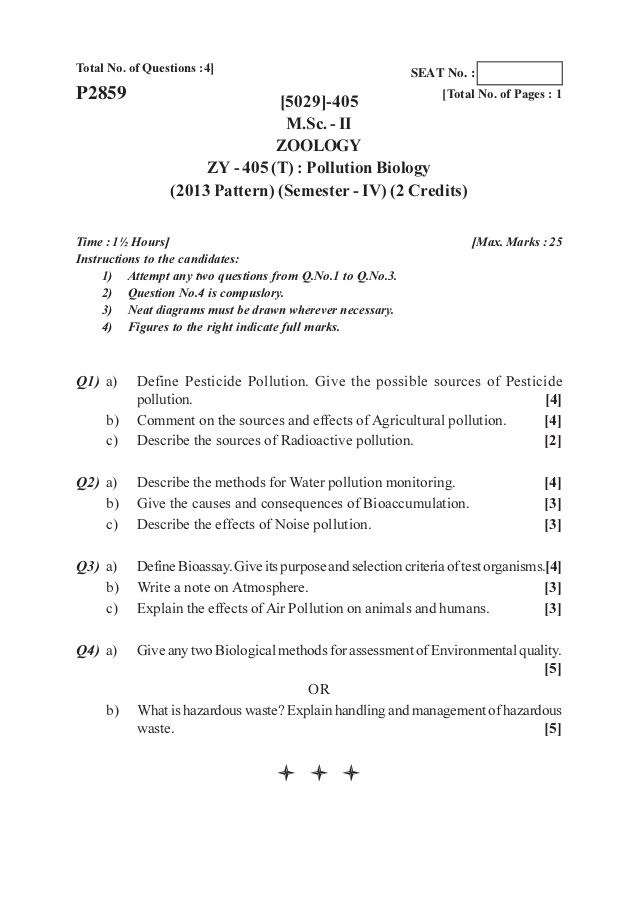 Total No. of Questions :4]
SEAT No. :
P2859
[Total No. of Pages : 1
[5029]-405
M.Sc. - II
ZOOLOGY
ZY - 405 (T) : Pollution Biology
(2013 Pattern) (Semester - IV) (2 Credits)
Time : 1½ Hours] [Max. Marks : 25
Instructions to the candidates:
1) Attempt any two questions from Q.No.1 to Q.No.3.
2) Question No.4 is compuslory.
3) Neat diagrams must be drawn wherever necessary.
4) Figures to the right indicate full marks.
Q1) a) Define Pesticide Pollution. Give the possible sources of Pesticide
pollution. [4]
b) Comment on the sources and effects of Agricultural pollution. [4]
c) Describe the sources of Radioactive pollution. [2]
Q2) a) Describe the methods for Water pollution monitoring. [4]
b) Give the causes and consequences of Bioaccumulation. [3]
c) Describe the effects of Noise pollution. [3]
Q3) a) Define Bioassay. Give its purpose and selection criteria of test organisms.[4]
b) Write a note on Atmosphere. [3]
c) Explain the effects of Air Pollution on animals and humans. [3]
Q4) a) Give any two Biological methods for assessment of Environmental quality.
[5]
OR
b) What is hazardous waste? Explain handling and management of hazardous
waste. [5]